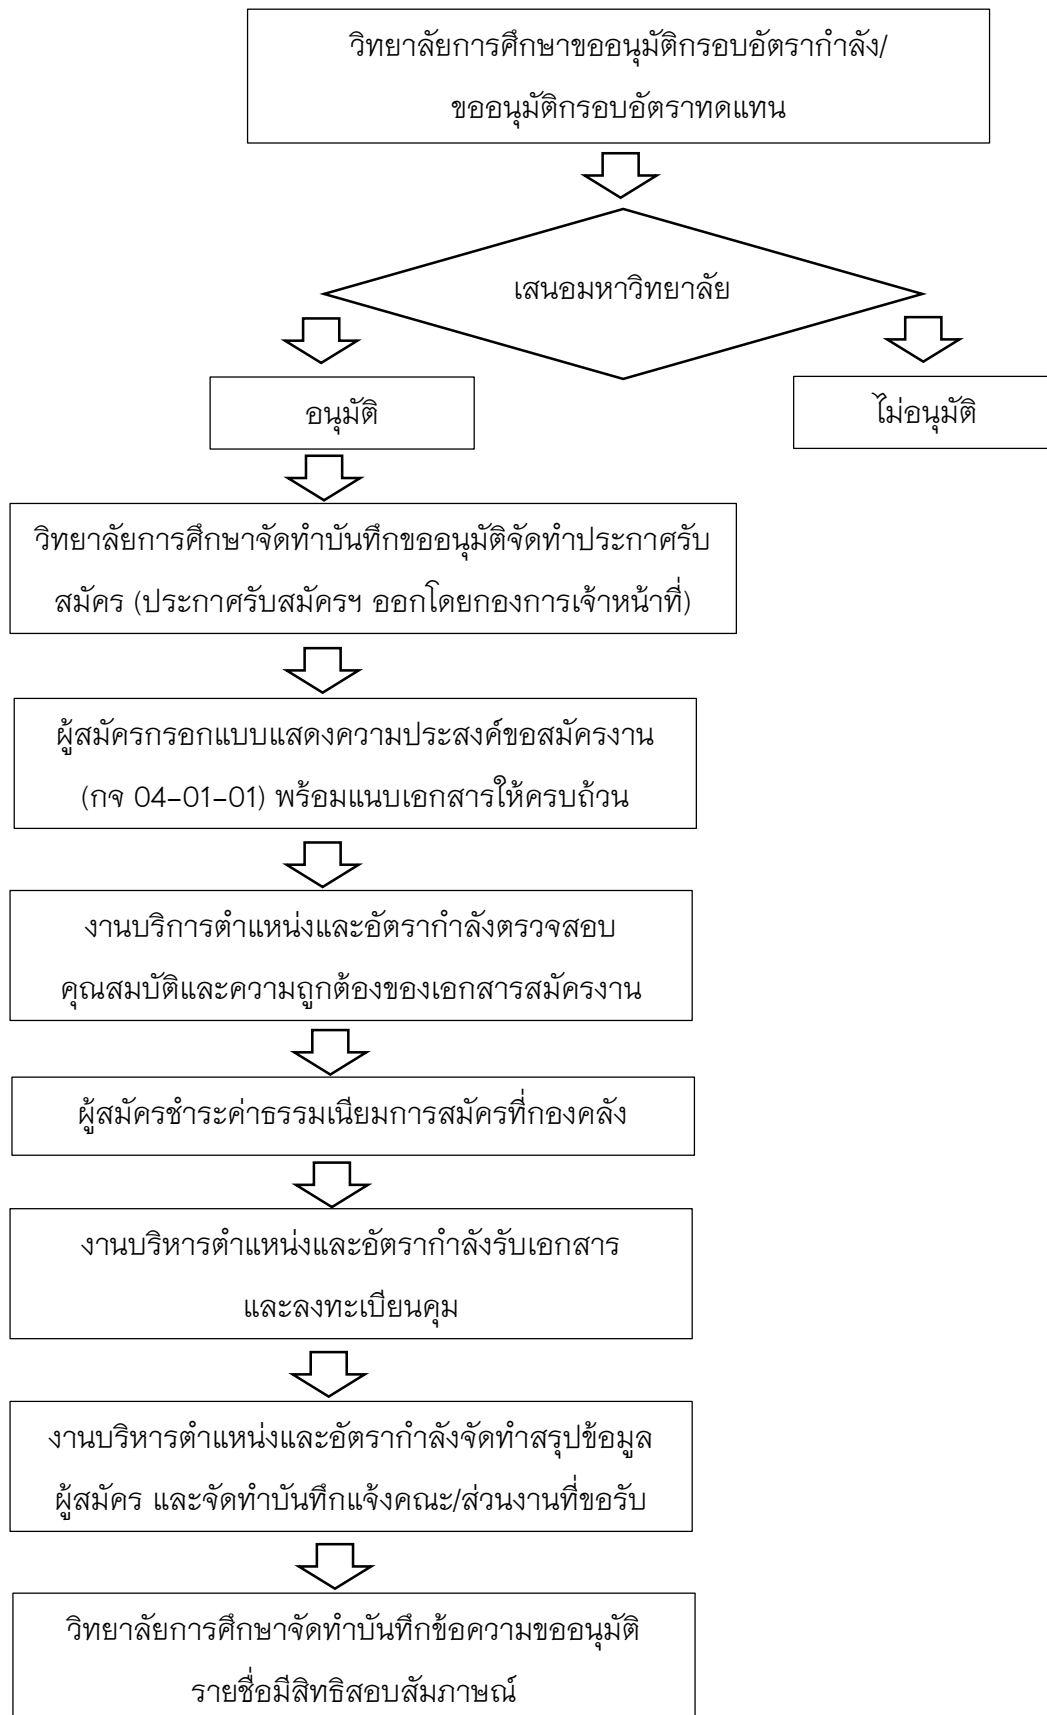 วิทยาลัยการศึกษาขออนุมัติกรอบอัตรากำลัง/
ขออนุมัติกรอบอัตราทดแทน
เสนอมหาวิทยาลัย
อนุมัติ
ไม่อนุมัติ
วิทยาลัยการศึกษาจัดทำบันทึกขออนุมัติจัดทำประกาศรับ
สมัคร (ประกาศรับสมัครฯ ออกโดยกองการเจ้าหน้าที่)
ผู้สมัครกรอกแบบแสดงความประสงค์ขอสมัครงาน
(กจ 04-01-01) พร้อมแนบเอกสารให้ครบถ้วน
งานบริการตำแหน่งและอัตรากำลังตรวจสอบ
คุณสมบัติและความถูกต้องของเอกสารสมัครงาน
ผู้สมัครชำระค่าธรรมเนียมการสมัครที่กองคลัง
งานบริหารตำแหน่งและอัตรากำลังรับเอกสาร
และลงทะเบียนคุม
งานบริหารตำแหน่งและอัตรากำลังจัดทำสรุปข้อมูล
ผู้สมัคร และจัดทำบันทึกแจ้งคณะ/ส่วนงานที่ขอรับ
วิทยาลัยการศึกษาจัดทำบันทึกข้อความขออนุมัติ
รายชื่อมีสิทธิสอบสัมภาษณ์